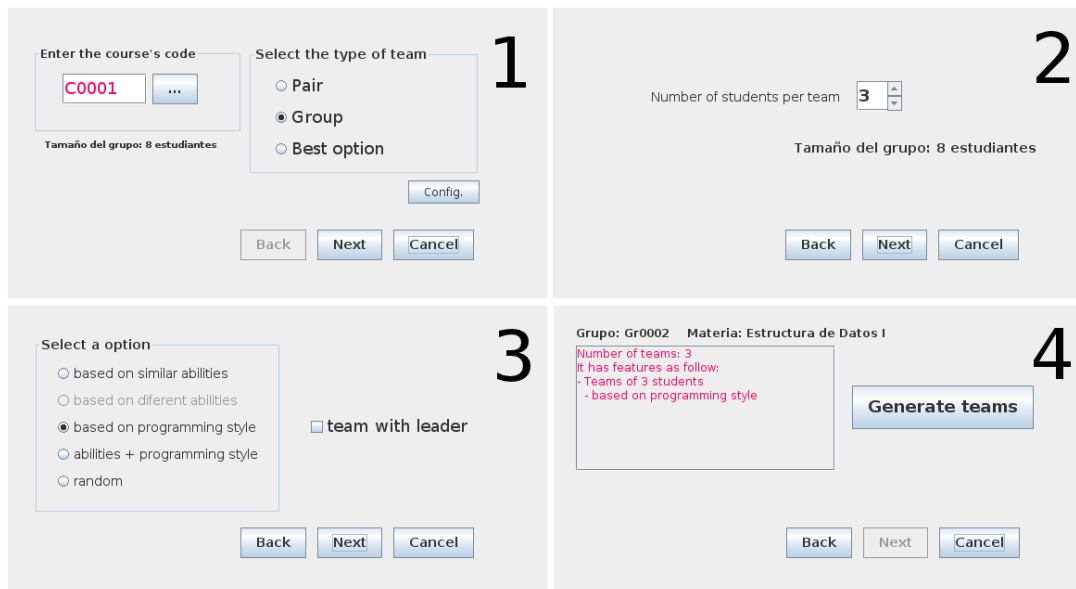 1
Enter the course's code
C0001
...
Tamaño del grupo: 8 estudiantes
Select the type of team
Pair
Group
Best option
Config.
Back Next Cancel
2
Number of students per team 3
Tamaño del grupo: 8 estudiantes
Back Next Cancel
3
Select a option
based on similar abilities
based on diferent abilities
based on programming style
abilities + programming style
random
team with leader
Back Next Cancel
4
Grupo: Gr0002 Materia: Estructura de Datos I
Number of teams: 3
It has features as follow:
- Teams of 3 students
- based on programming style
Generate teams
Back Next Cancel